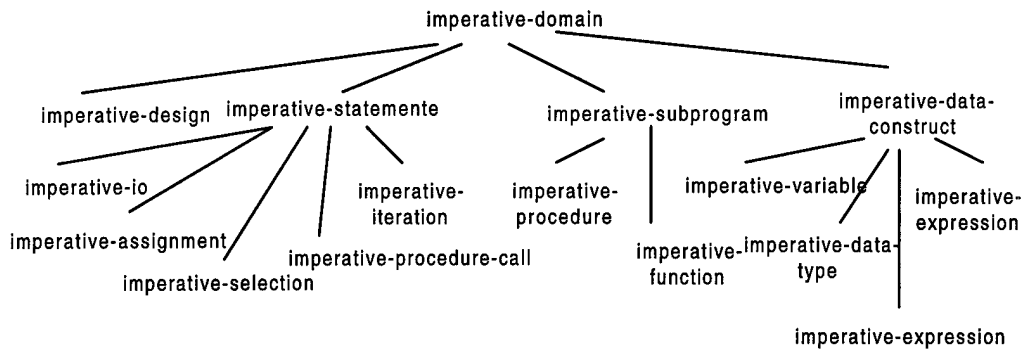 imperative-domain
imperative-design
imperative-statemente
imperative-subprogram
imperative-data-
construct
imperative-io
imperative-assignment
imperative-selection
imperative-procedure-call
imperative-
iteration
imperative-
procedure
imperative-
function
imperative-variable
imperative-data-
type
imperative-expression
imperative-
expression